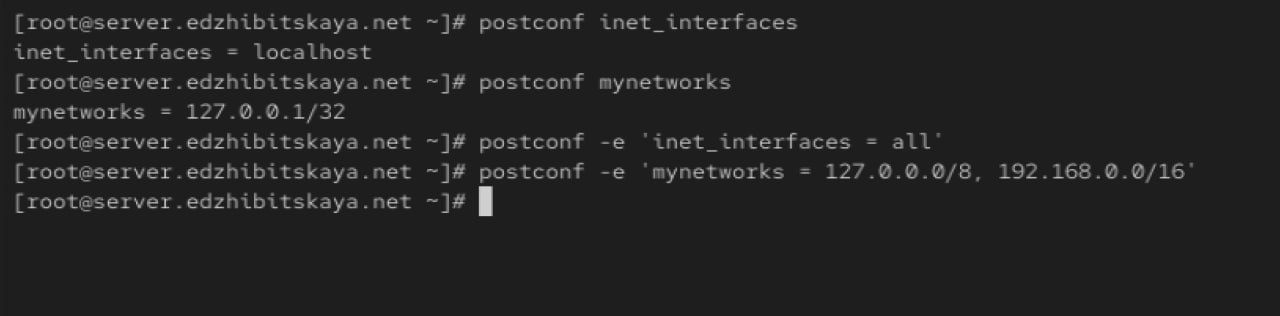 [root@server.edzhibitskaya.net ~]# postconf inet_interfaces
inet_interfaces = localhost
[root@server.edzhibitskaya.net ~]# postconf mynetworks
mynetworks = 127.0.0.1/32
[root@server.edzhibitskaya.net ~]# postconf -e 'inet_interfaces = all'
[root@server.edzhibitskaya.net ~]# postconf -e 'mynetworks = 127.0.0.0/8, 192.168.0.0/16'
[root@server.edzhibitskaya.net ~]#